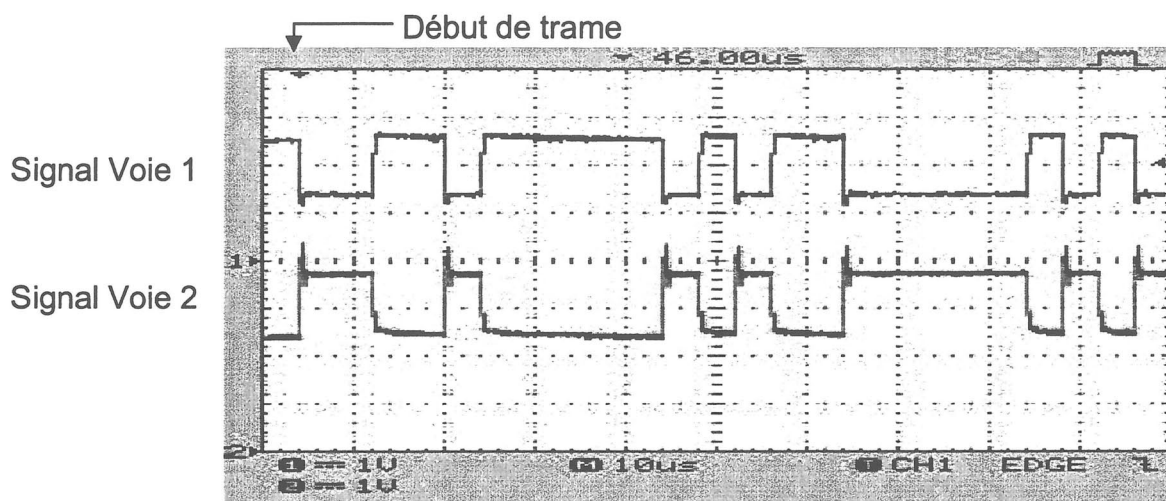 Début de trame
46.00us
Signal Voie 1
1
Signal Voie 2
2
1 1V M 10us T CH1 EDGE
2 1V